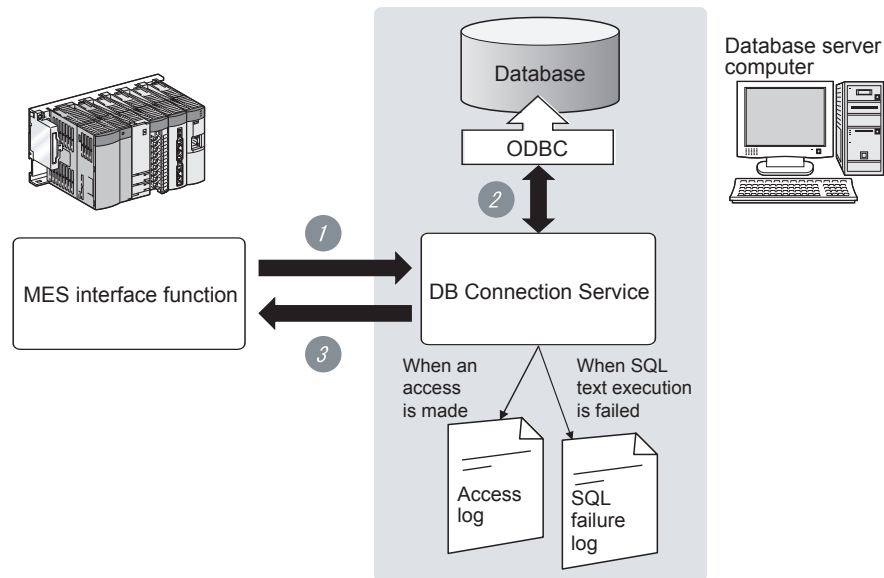 Database
Database server
computer
ODBC
2
1
MES interface function
DB Connection Service
3
When an
access
is made
When SQL
text execution
is failed
Access
log
SQL
failure
log